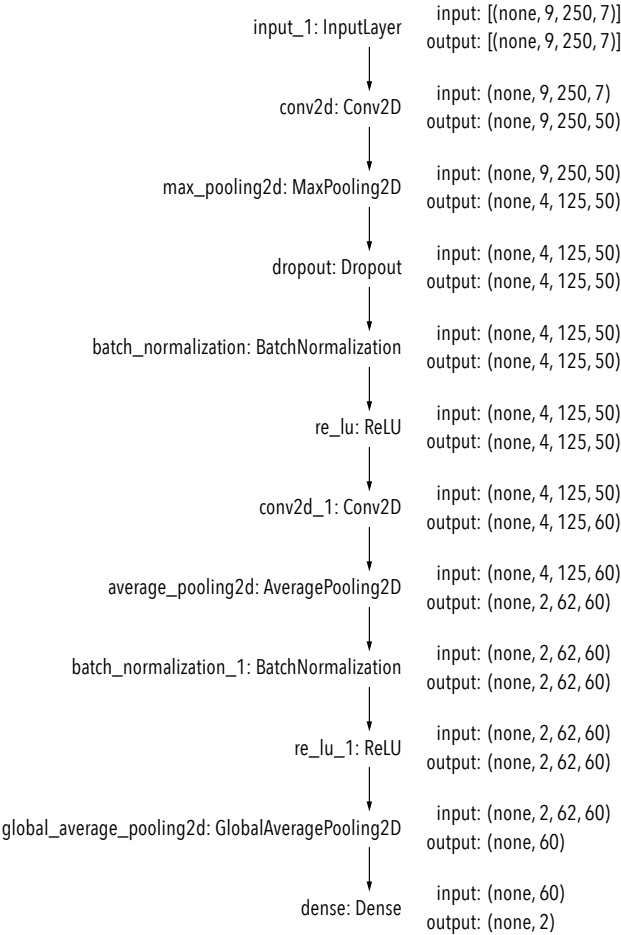 input_1: InputLayer
input: [(none, 9, 250, 7)]
output: [(none, 9, 250, 7)]
conv2d: Conv2D
input: (none, 9, 250, 7)
output: (none, 9, 250, 50)
max_pooling2d: MaxPooling2D
input: (none, 9, 250, 50)
output: (none, 4, 125, 50)
dropout: Dropout
input: (none, 4, 125, 50)
output: (none, 4, 125, 50)
batch_normalization: BatchNormalization
input: (none, 4, 125, 50)
output: (none, 4, 125, 50)
re_lu: ReLU
input: (none, 4, 125, 50)
output: (none, 4, 125, 50)
conv2d_1: Conv2D
input: (none, 4, 125, 50)
output: (none, 4, 125, 60)
average_pooling2d: AveragePooling2D
input: (none, 4, 125, 60)
output: (none, 2, 62, 60)
batch_normalization_1: BatchNormalization
input: (none, 2, 62, 60)
output: (none, 2, 62, 60)
re_lu_1: ReLU
input: (none, 2, 62, 60)
output: (none, 2, 62, 60)
global_average_pooling2d: GlobalAveragePooling2D
input: (none, 2, 62, 60)
output: (none, 60)
dense: Dense
input: (none, 60)
output: (none, 2)